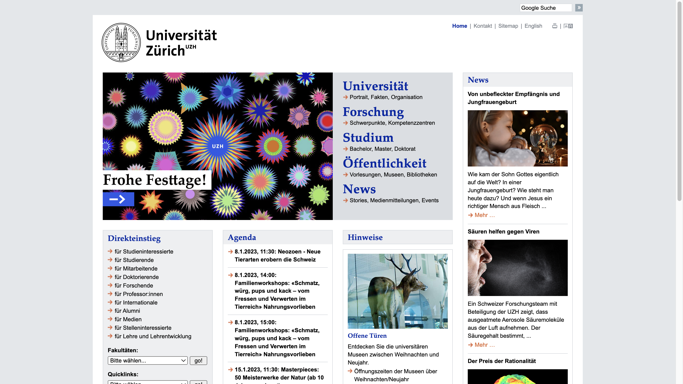 Google Suche
Home | Kontakt | Sitemap | English
Universität
Zürich UZH
UZH
Frohe Festtage!
Universität
Portrait, Fakten, Organisation
Forschung
Schwerpunkte, Kompetenzzentren
Studium
Bachelor, Master, Doktorat
Öffentlichkeit
Vorlesungen, Museen, Bibliotheken
News
Stories, Medienmitteilungen, Events
Direkteinstieg
für Studieninteressierte
für Studierende
für Mitarbeitende
für Doktorierende
für Forschende
für Professor:innen
für Internationale
für Alumni
für Medien
für Stelleninteressierte
für Lehre und Lehrentwicklung
Fakultäten:
Bitte wählen... go!
Quicklinks:
Agenda
8.1.2023, 11:30: Neozoen - Neue
Tierarten erobern die Schweiz
8.1.2023, 14:00:
Familienworkshops: «Schmatz,
würg, pups und kack – vom
Fressen und Verwerten im
Tierreich» Nahrungsvorlieben
8.1.2023, 15:00:
Familienworkshops: «Schmatz,
würg, pups und kack – vom
Fressen und Verwerten im
Tierreich» Nahrungsvorlieben
15.1.2023, 11:30: Masterpieces:
50 Meisterwerke der Natur (ab 10
Hinweise
Offene Türen
Entdecken Sie die universitären
Museen zwischen Weihnachten und
Neujahr.
Öffnungszeiten der Museen über
Weihnachten/Neujahr
News
Von unbefleckter Empfängnis und
Jungfrauengeburt
Wie kam der Sohn Gottes eigentlich
auf die Welt? In einer
Jungfrauengeburt? Wie steht man
heute dazu? Und wenn Jesus ein
richtiger Mensch aus Fleisch ...
Mehr …
Säuren helfen gegen Viren
Ein Schweizer Forschungsteam mit
Beteiligung der UZH zeigt, dass
ausgeatmete Aerosole Säuremoleküle
aus der Luft aufnehmen. Der
Säuregehalt bestimmt, ...
Mehr …
Der Preis der Rationalität